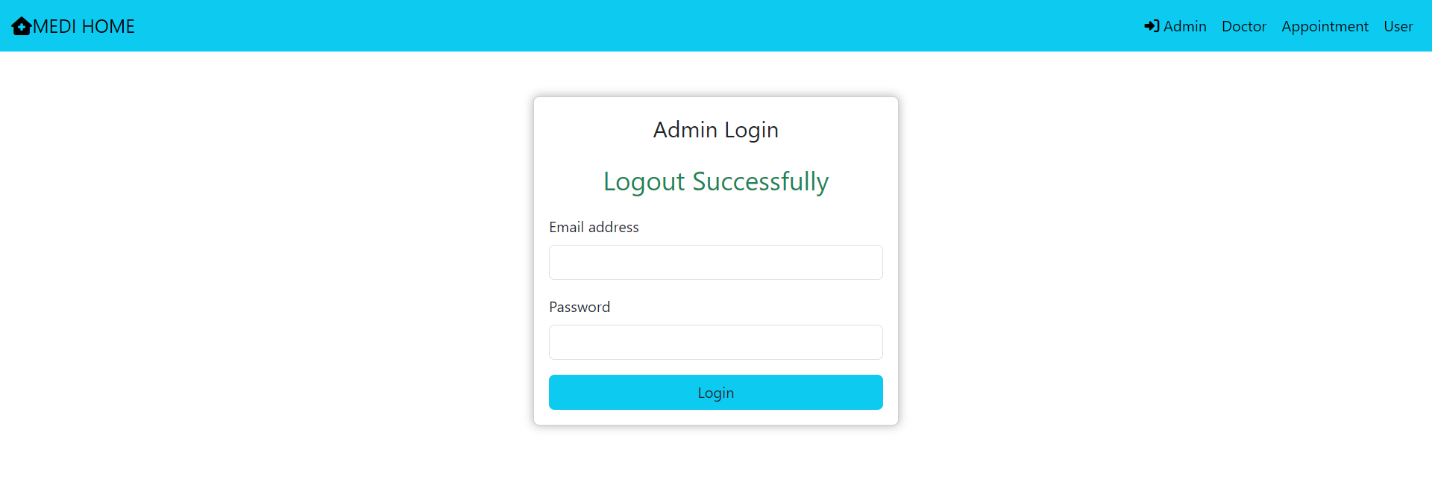 MEDI HOME
Admin Doctor Appointment User
Admin Login
Logout Successfully
Email address
Password
Login